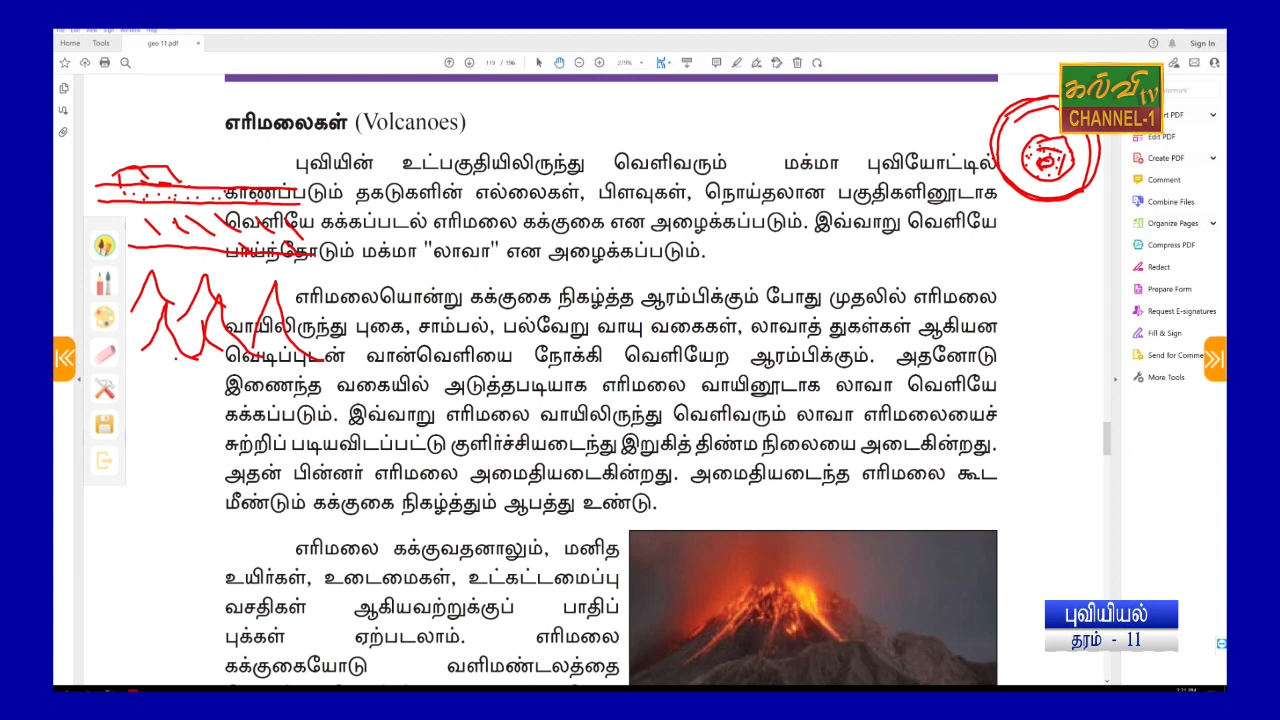 Home Tools geo 11.pdf × Sign In
119 / 196 279%
கல்வி tv
CHANNEL-1
எரிமலைகள் (Volcanoes)
புவியின் உட்பகுதியிலிருந்து வெளிவரும் மக்மா புவியோட்டில்
காணப்படும் தகடுகளின் எல்லைகள், பிளவுகள், நொய்தலான பகுதிகளினூடாக
வெளியே கக்கப்படல் எரிமலை கக்குகை என அழைக்கப்படும். இவ்வாறு வெளியே
பாய்ந்தோடும் மக்மா "லாவா" என அழைக்கப்படும்.
எரிமலையொன்று கக்குகை நிகழ்த்த ஆரம்பிக்கும் போது முதலில் எரிமலை
வாயிலிருந்து புகை, சாம்பல், பல்வேறு வாயு வகைகள், லாவாத் துகள்கள் ஆகியன
வெடிப்புடன் வான்வெளியை நோக்கி வெளியேற ஆரம்பிக்கும். அதனோடு
இணைந்த வகையில் அடுத்தபடியாக எரிமலை வாயினூடாக லாவா வெளியே
கக்கப்படும். இவ்வாறு எரிமலை வாயிலிருந்து வெளிவரும் லாவா எரிமலையைச்
சுற்றிப் படியவிடப்பட்டு குளிர்ச்சியடைந்து இறுகித் திண்ம நிலையை அடைகின்றது.
அதன் பின்னர் எரிமலை அமைதியடைகின்றது. அமைதியடைந்த எரிமலை கூட
மீண்டும் கக்குகை நிகழ்த்தும் ஆபத்து உண்டு.
எரிமலை கக்குவதனாலும், மனித
உயிர்கள், உடைமைகள், உட்கட்டமைப்பு
வசதிகள் ஆகியவற்றுக்குப் பாதிப்
புக்கள் ஏற்படலாம். எரிமலை
கக்குகையோடு வளிமண்டலத்தை
Edit PDF
Create PDF
Comment
Combine Files
Organize Pages
Compress PDF
Redact
Prepare Form
Request E-signatures
Fill & Sign
Send for Comme
More Tools
புவியியல்
தரம் - 11